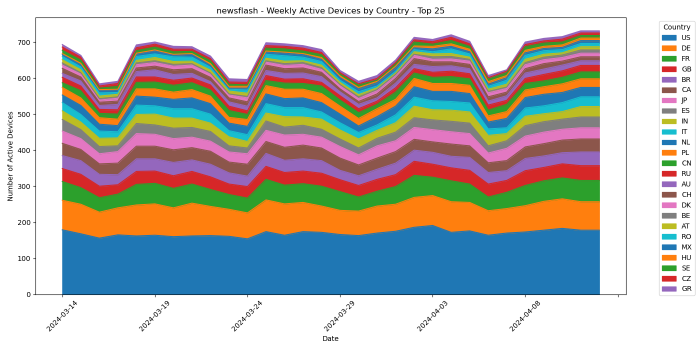 newsflash - Weekly Active Devices by Country - Top 25
Number of Active Devices
700
600
500
400
300
200
100
0
2024-03-14
2024-03-19
2024-03-24
2024-03-29
2024-04-03
2024-04-08
Date
Country
US
DE
FR
GB
BR
CA
JP
ES
IN
IT
NL
PL
CN
RU
AU
CH
DK
BE
AT
RO
MX
HU
SE
CZ
GR